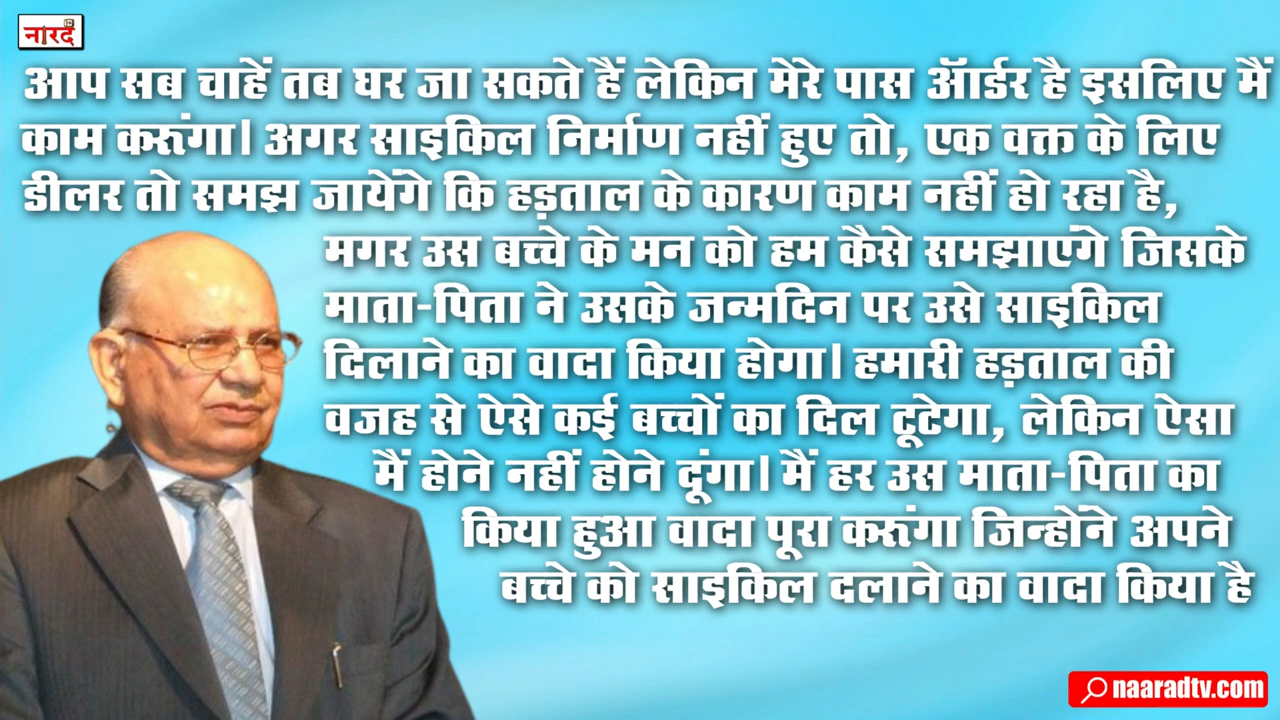 नारद
आप सब चाहें तब घर जा सकते हैं लेकिन मेरे पास ऑर्डर है इसलिए मैं
काम करूंगा। अगर साइकिल निर्माण नहीं हुए तो, एक वक्त के लिए
डीलर तो समझ जायेंगे कि हड़ताल के कारण काम नहीं हो रहा है,
मगर उस बच्चे के मन को हम कैसे समझाएंगे जिसके
माता-पिता ने उसके जन्मदिन पर उसे साइकिल
दिलाने का वादा किया होगा। हमारी हड़ताल की
वजह से ऐसे कई बच्चों का दिल टूटेगा, लेकिन ऐसा
मैं होने नहीं होने दूंगा। मैं हर उस माता-पिता का
किया हुआ वादा पूरा करूंगा जिन्होंने अपने
बच्चे को साइकिल दलाने का वादा किया है
naaradtv.com